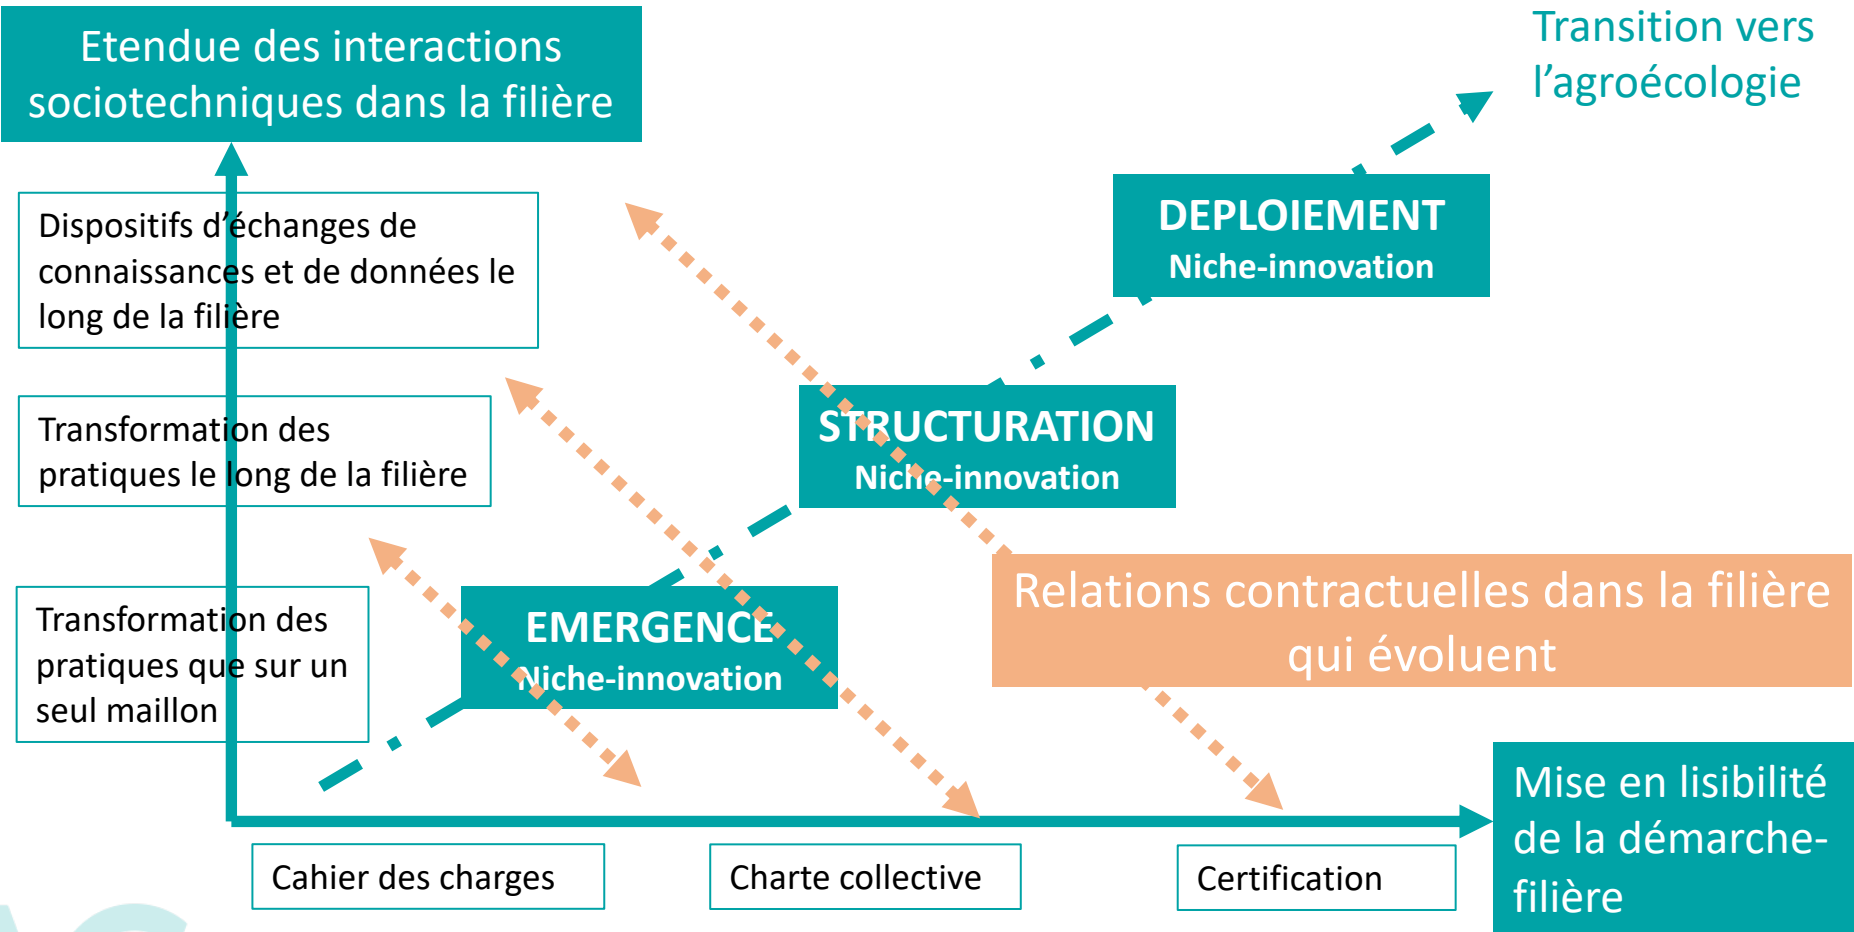 Etendue des interactions
sociotechniques dans la filière
Transition vers
l’agroécologie
Dispositifs d’échanges de
connaissances et de données le
long de la filière
DEPLOIEMENT
Niche-innovation
Transformation des
pratiques le long de la filière
STRUCTURATION
Niche-innovation
Transformation des
pratiques que sur un
seul maillon
EMERGENCE
Niche-innovation
Relations contractuelles dans la filière
qui évoluent
Mise en lisibilité
de la démarche-
filière
Cahier des charges
Charte collective
Certification